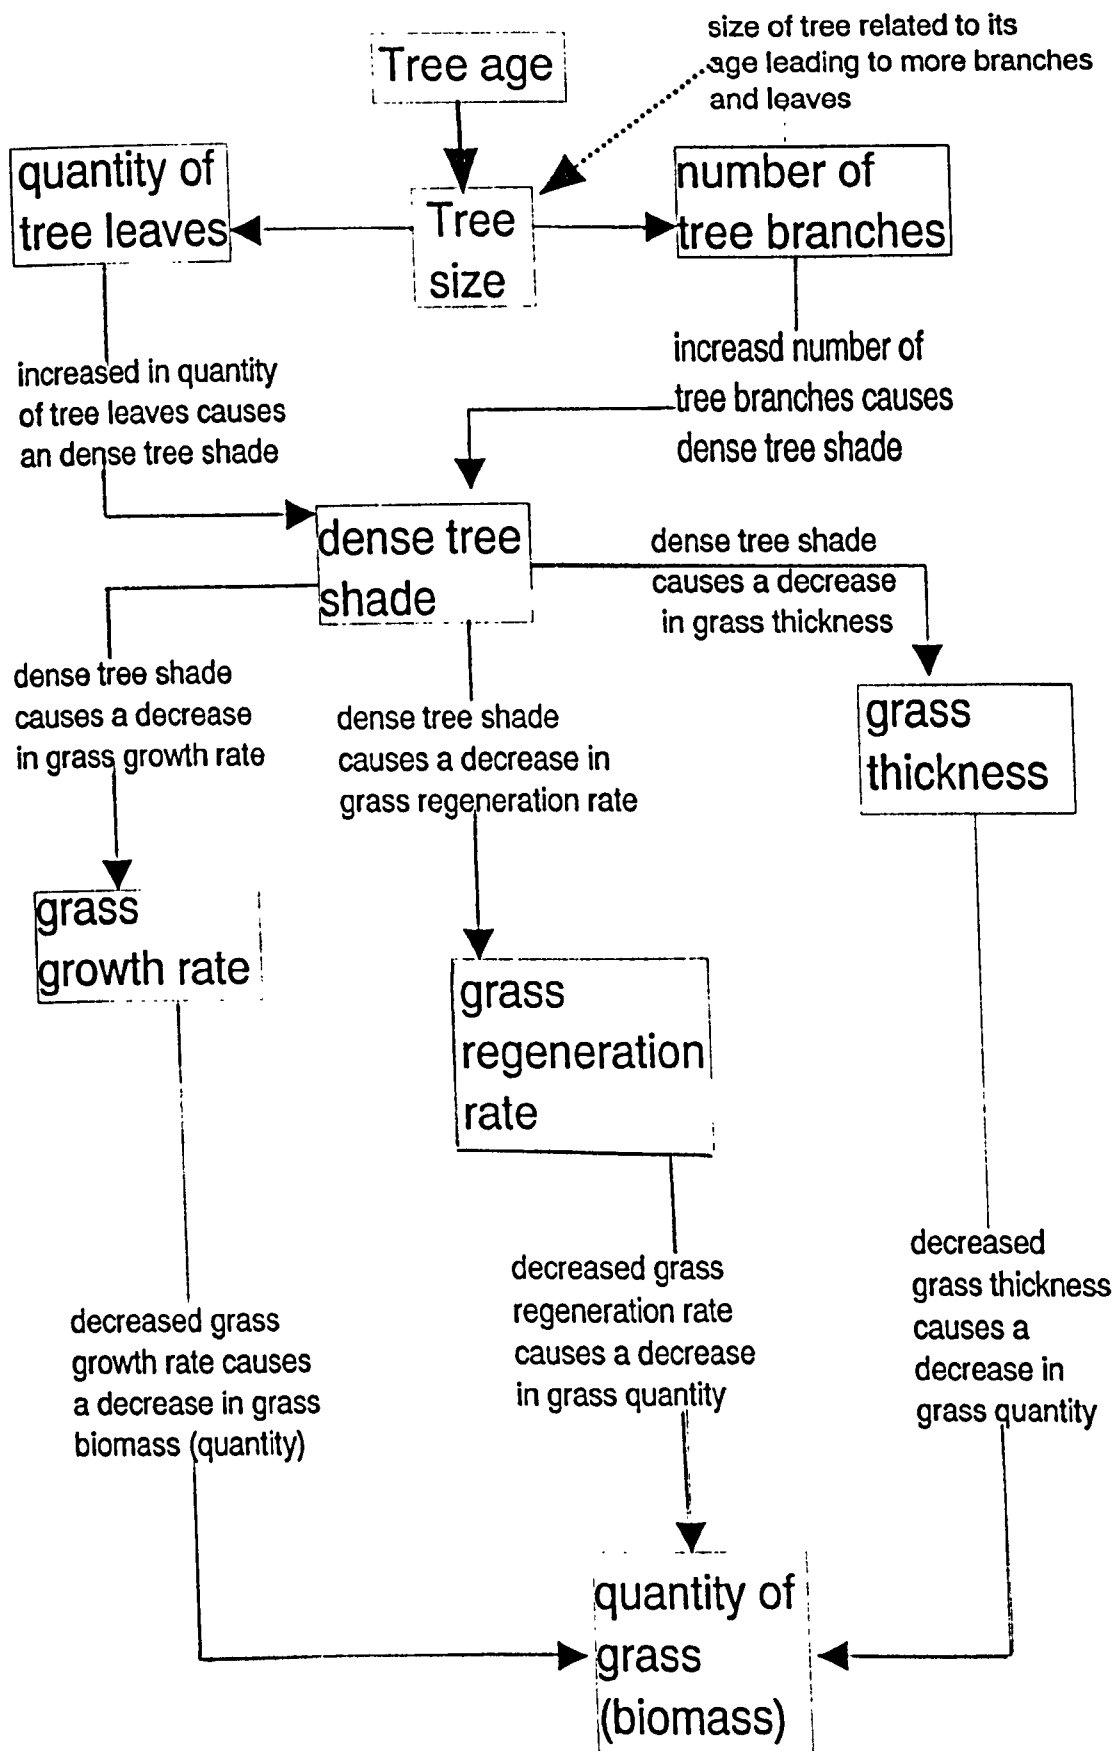 Tree age
size of tree related to its
age leading to more branches
and leaves
quantity of
tree leaves
Tree
size
number of
tree branches
increased in quantity
of tree leaves causes
an dense tree shade
increasd number of
tree branches causes
dense tree shade
dense tree
shade
dense tree shade
causes a decrease
in grass thickness
dense tree shade
causes a decrease
in grass growth rate
dense tree shade
causes a decrease in
grass regeneration rate
grass
thickness
grass
growth rate
grass
regeneration
rate
decreased grass
growth rate causes
a decrease in grass
biomass (quantity)
decreased grass
regeneration rate
causes a decrease
in grass quantity
decreased
grass thickness
causes a
decrease in
grass quantity
quantity of
grass
(biomass)